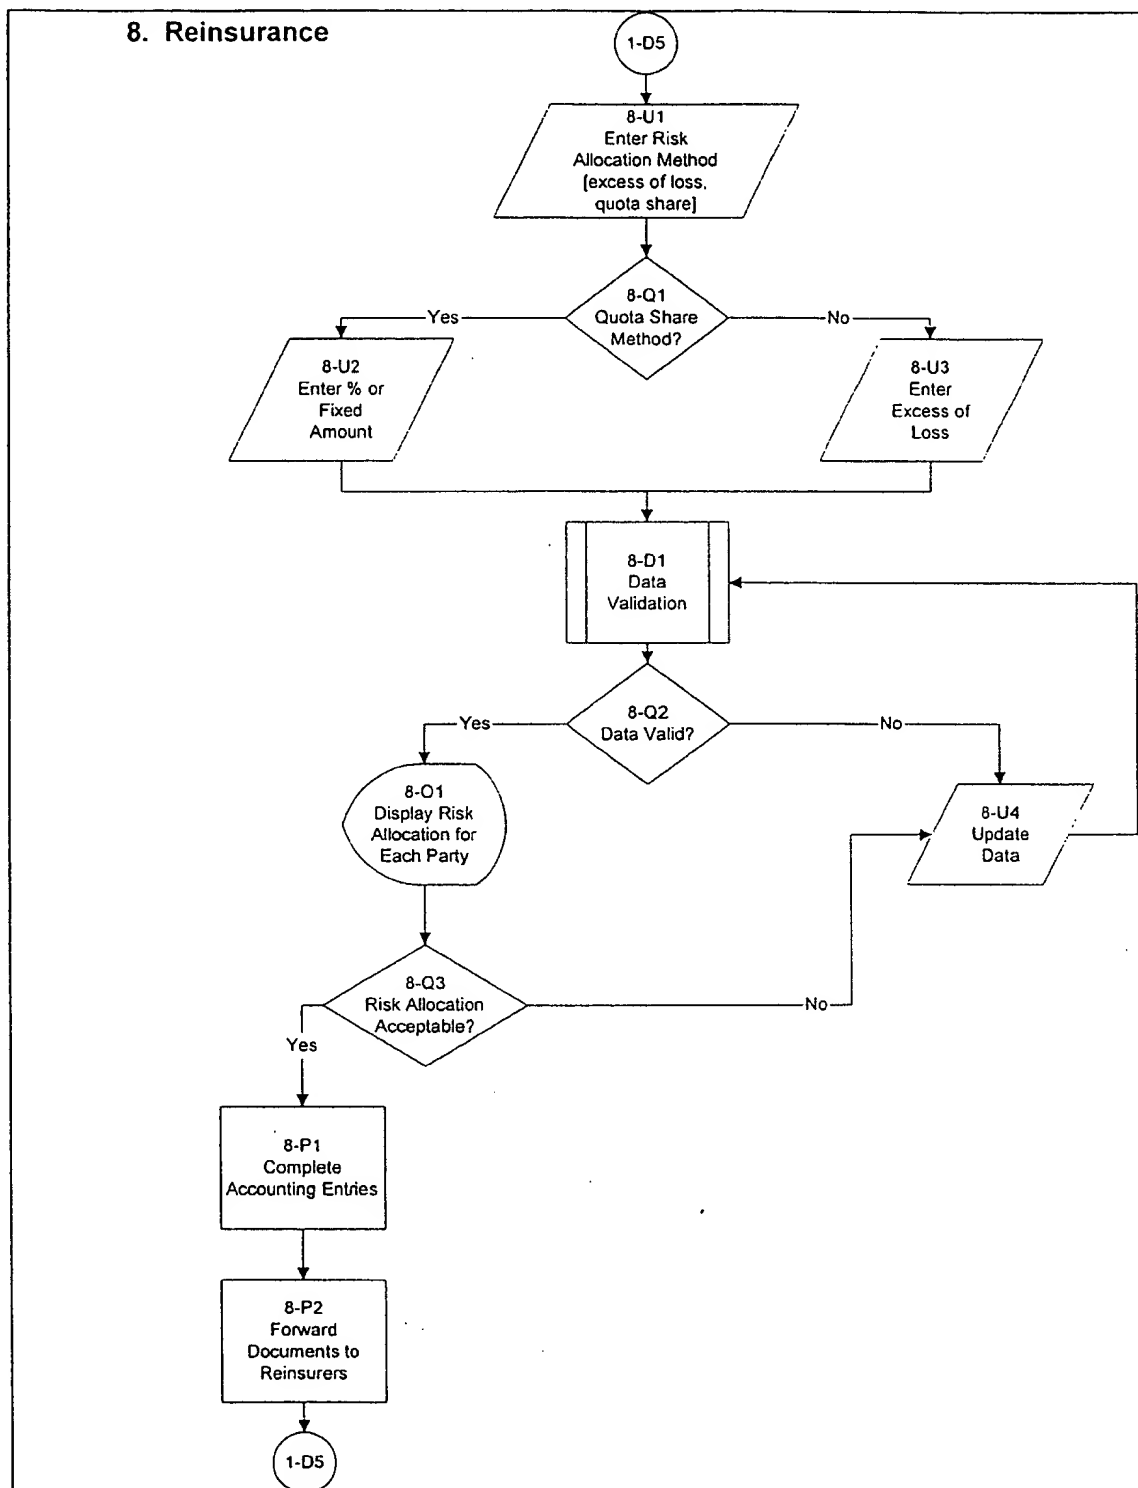 8. Reinsurance
1-D5
8-U1
Enter Risk
Allocation Method
[excess of loss,
quota share]
8-Q1
Quota Share
Method?
Yes
No
8-U2
Enter % or
Fixed
Amount
8-U3
Enter
Excess of
Loss
8-D1
Data
Validation
8-Q2
Data Valid?
Yes
No
8-O1
Display Risk
Allocation for
Each Party
8-U4
Update
Data
8-Q3
Risk Allocation
Acceptable?
No
Yes
8-P1
Complete
Accounting Entries
8-P2
Forward
Documents to
Reinsurers
1-D5